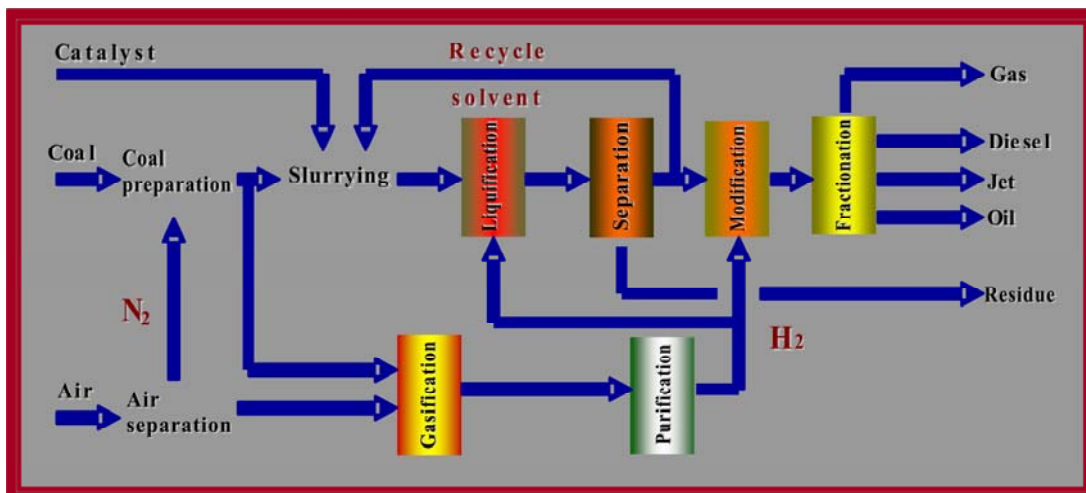 Catalyst
Recycle
solvent
Gas
Diesel
Jet
Oil
Coal
Coal
preparation
Slurrying
Liquification
Separation
Modification
Fractionation
Residue
N2
H2
Air
Air
separation
Gasification
Purification